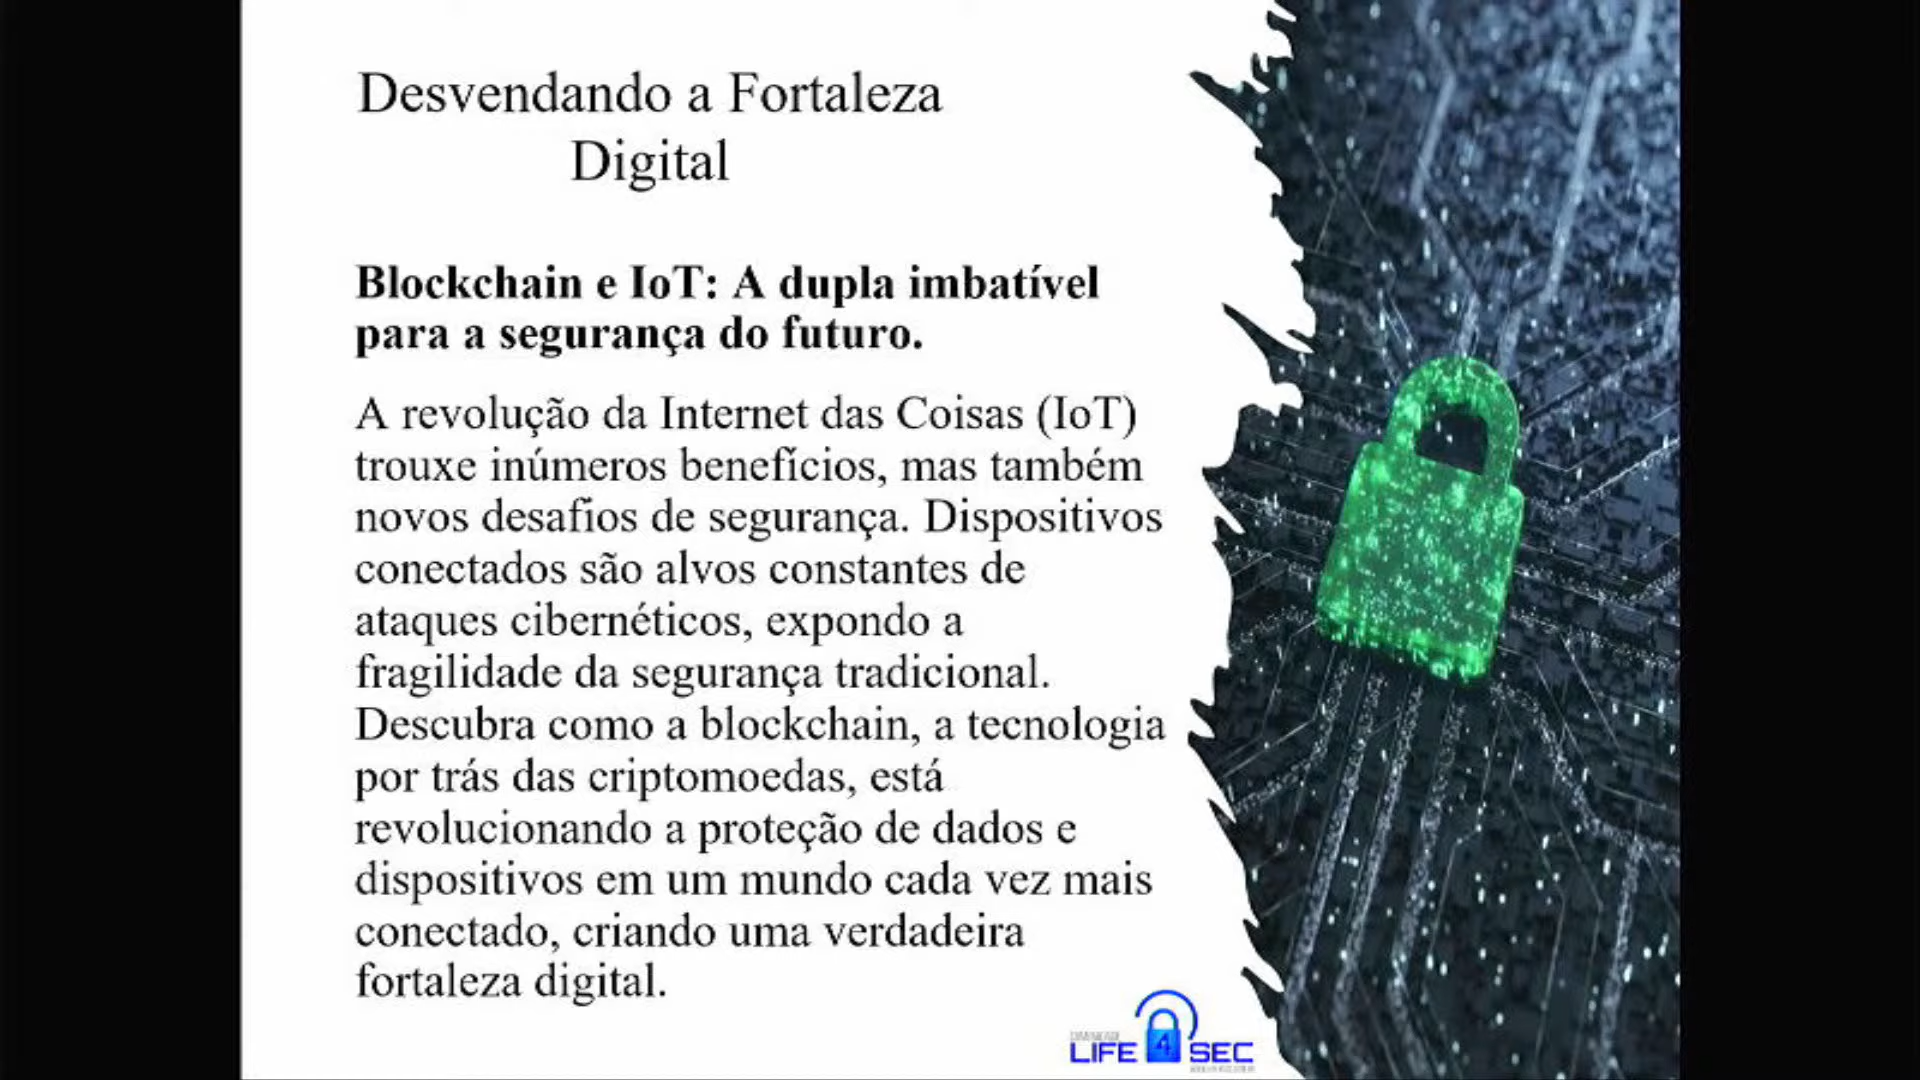 Desvendando a Fortaleza
Digital
Blockchain e IoT: A dupla imbatível
para a segurança do futuro.
A revolução da Internet das Coisas (IoT)
trouxe inúmeros benefícios, mas também
novos desafios de segurança. Dispositivos
conectados são alvos constantes de
ataques cibernéticos, expondo a
fragilidade da segurança tradicional.
Descubra como a blockchain, a tecnologia
por trás das criptomoedas, está
revolucionando a proteção de dados e
dispositivos em um mundo cada vez mais
conectado, criando uma verdadeira
fortaleza digital.
LIFE 4 SEC